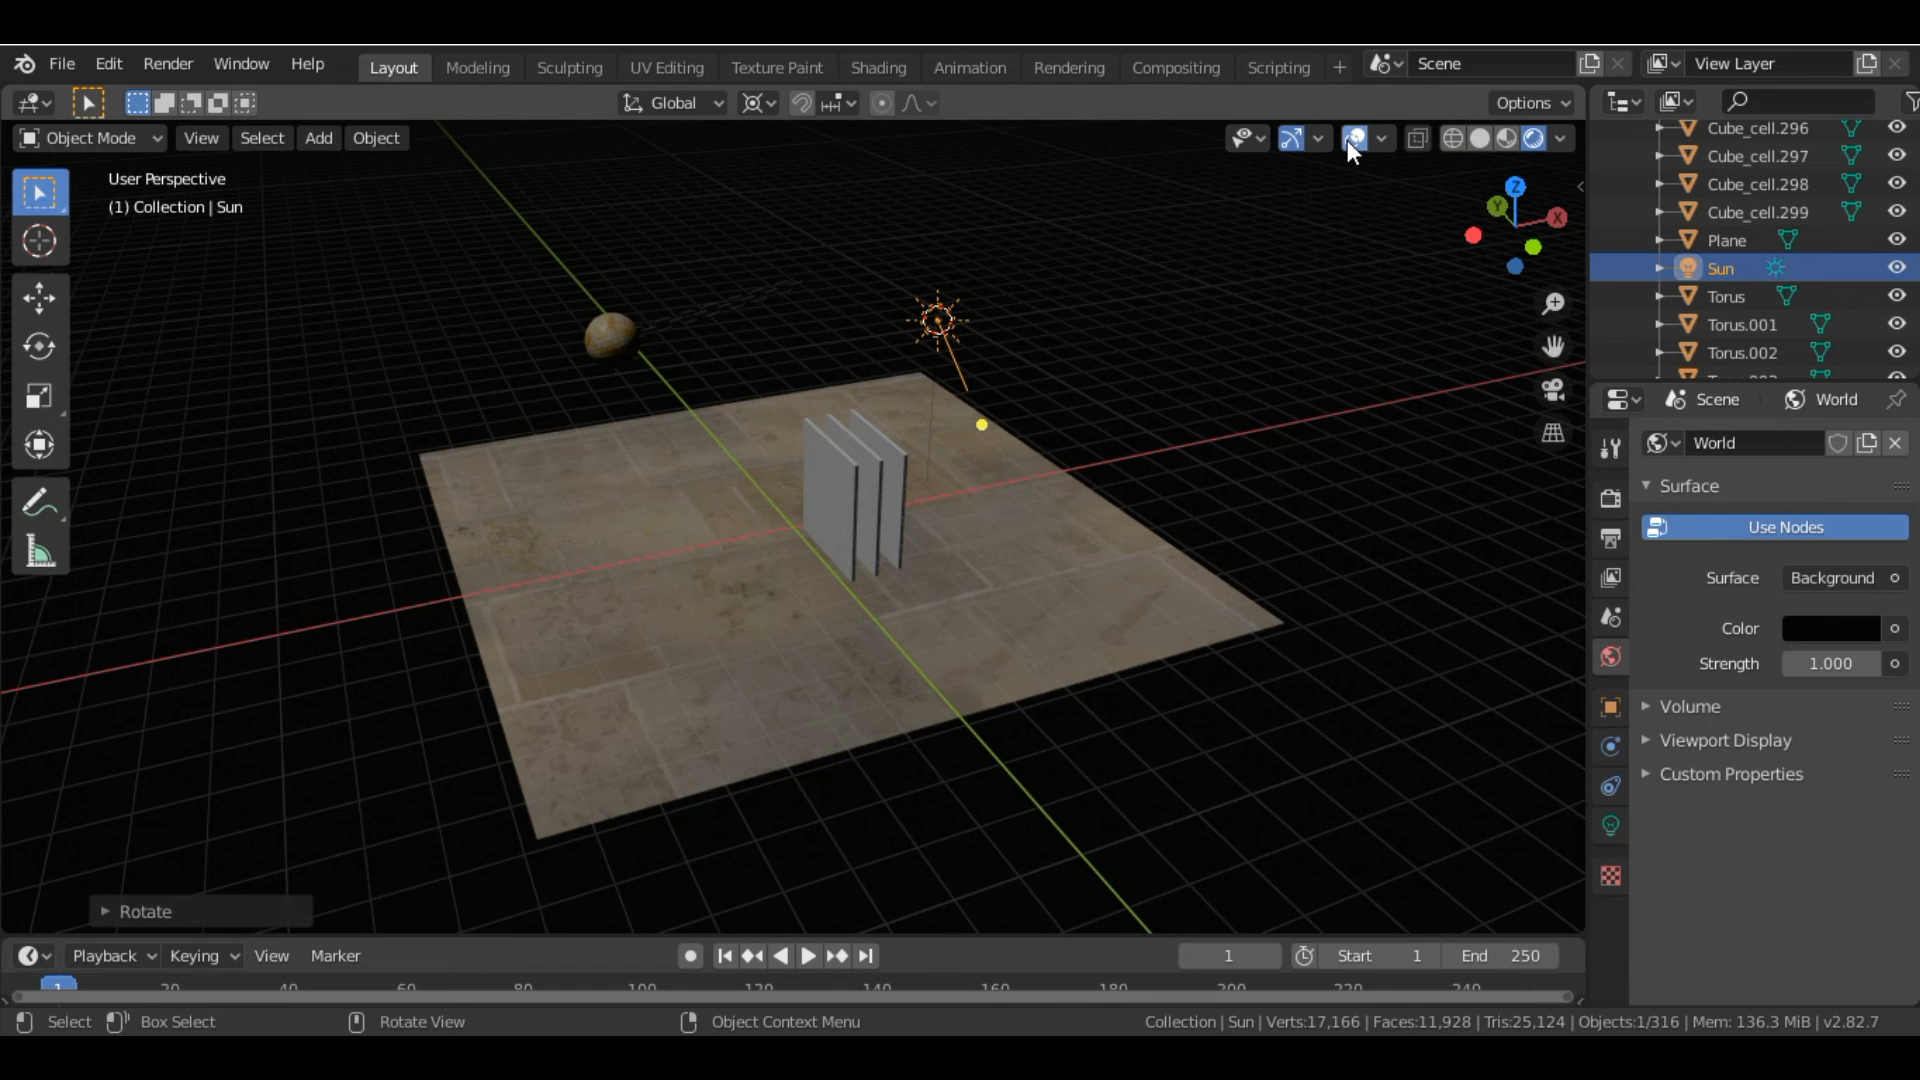 File Edit Render Window Help Layout Modeling Sculpting UV Editing Texture Paint Shading Animation Rendering Compositing Scripting + Scene View Layer
Global Options
Object Mode View Select Add Object
User Perspective
(1) Collection | Sun
Z
Y
X
Cube_cell.296
Cube_cell.297
Cube_cell.298
Cube_cell.299
Plane
Sun
Torus
Torus.001
Torus.002
Scene World
World
Surface
Use Nodes
Surface Background
Color
Strength 1.000
Volume
Viewport Display
Custom Properties
Rotate
Playback Keying View Marker 1 Start 1 End 250
1 20 40 60 80 100 120 140 160 180 200 220 240
Select Box Select Rotate View Object Context Menu Collection | Sun | Verts:17,166 | Faces:11,928 | Tris:25,124 | Objects:1/316 | Mem: 136.3 MiB | v2.82.7